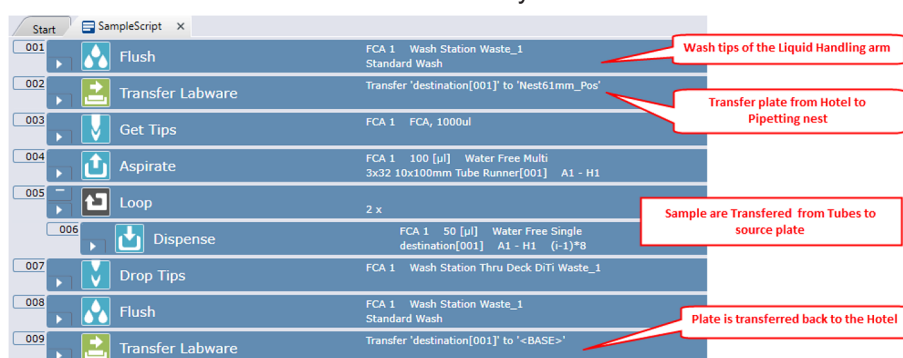 Start
SampleScript ×
001
Flush
FCA 1 Wash Station Waste_1
Standard Wash
Wash tips of the Liquid Handling arm
002
Transfer Labware
Transfer 'destination[001]' to 'Nest61mm_Pos'
Transfer plate from Hotel to
Pipetting nest
003
Get Tips
FCA 1 FCA, 1000ul
004
Aspirate
FCA 1 100 [µl] Water Free Multi
3x32 10x100mm Tube Runner[001] A1 - H1
005
Loop
2 x
Sample are Transfered from Tubes to
source plate
006
Dispense
FCA 1 50 [µl] Water Free Single
destination[001] A1 - H1 (i-1)*8
007
Drop Tips
FCA 1 Wash Station Thru Deck DiTi Waste_1
008
Flush
FCA 1 Wash Station Waste_1
Standard Wash
Plate is transferred back to the Hotel
009
Transfer Labware
Transfer 'destination[001]' to '<BASE>'